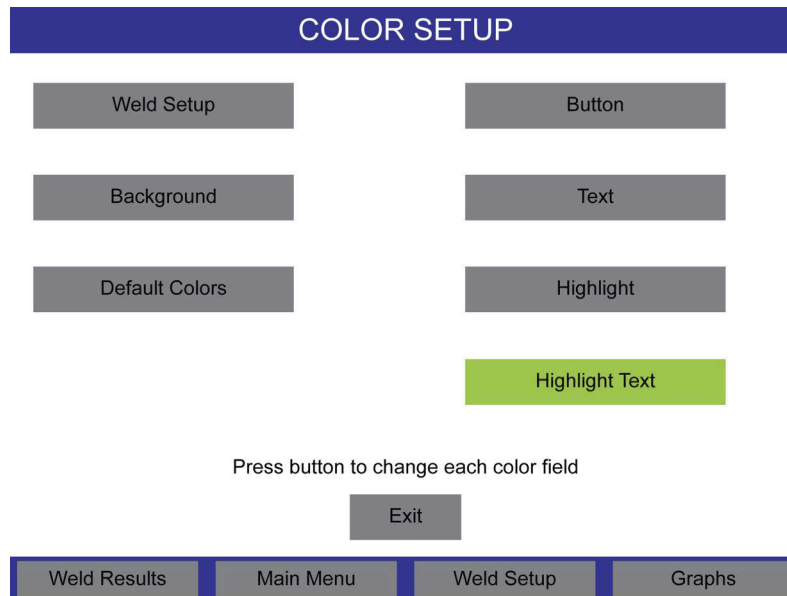 COLOR SETUP
Weld Setup
Button
Background
Text
Default Colors
Highlight
Highlight Text
Press button to change each color field
Exit
Weld Results
Main Menu
Weld Setup
Graphs